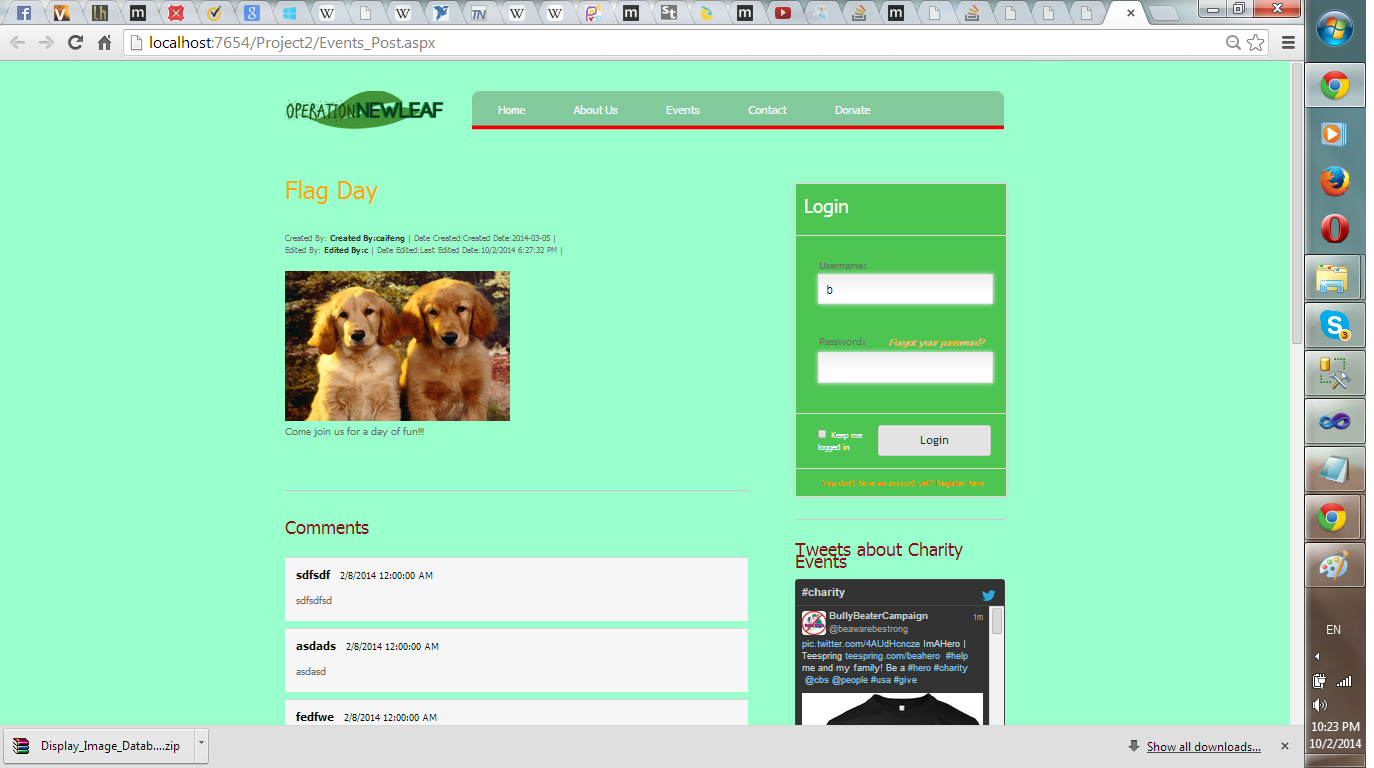 localhost:7654/Project2/Events_Post.aspx
OPERATIONNEWLEAF
Home About Us Events Contact Donate
Flag Day
Created By: Created By:caifeng | Date Created:Created Date:2014-03-05 |
Edited By: Edited By:c | Date Edited:Last Edited Date:10/2/2014 6:27:32 PM |
Come join us for a day of fun!!!
Comments
sdfsdf 2/8/2014 12:00:00 AM
sdfsdfsd
asdads 2/8/2014 12:00:00 AM
asdasd
fedfwe 2/8/2014 12:00:00 AM
Login
Username:
b
Password: Forgot your password?
Keep me
logged in
Login
You don't have an account yet? Register here
Tweets about Charity
Events
#charity
BullyBeaterCampaign 1m
@beawarebestrong
pic.twitter.com/4AUdHcncze ImAHero |
Teespring teespring.com/beahero #help
me and my family! Be a #hero #charity
@cbs @people #usa #give
Display_Image_Datab....zip
Show all downloads...
EN
10:23 PM
10/2/2014